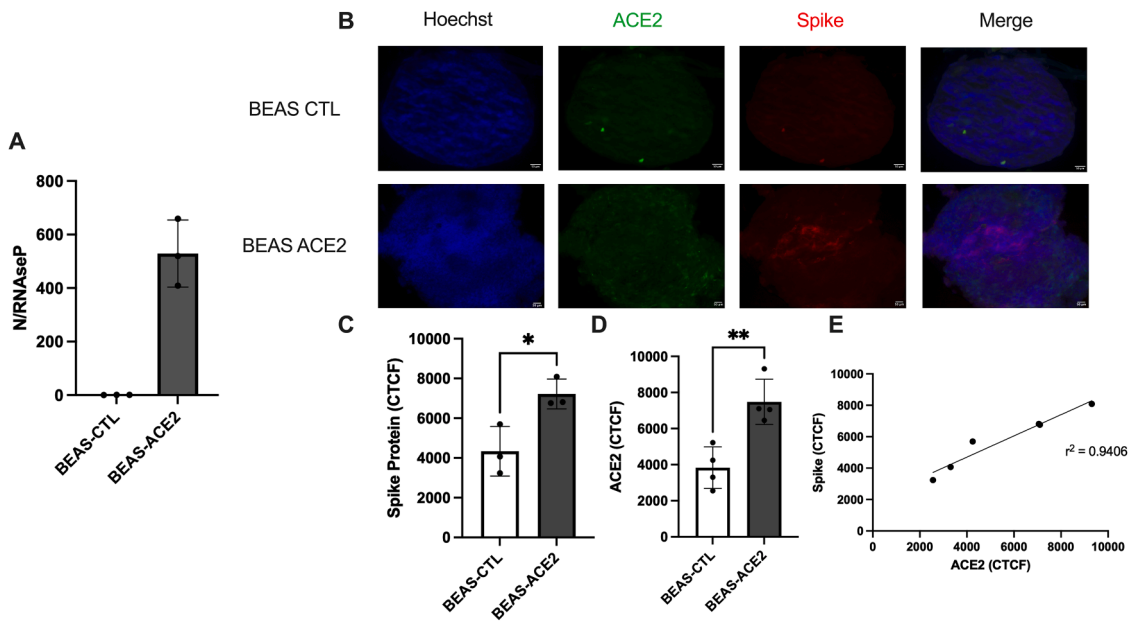 A
N/RNAseP
800
600
400
200
0
BEAS-CTL
BEAS-ACE2
B
Hoechst
ACE2
Spike
Merge
BEAS CTL
BEAS ACE2
C
Spike Protein (CTCF)
10000
8000
6000
4000
2000
0
*
BEAS-CTL
BEAS-ACE2
D
ACE2 (CTCF)
10000
8000
6000
4000
2000
0
**
BEAS-CTL
BEAS-ACE2
E
Spike (CTCF)
10000
8000
6000
4000
2000
0
r² = 0.9406
0 2000 4000 6000 8000 10000
ACE2 (CTCF)